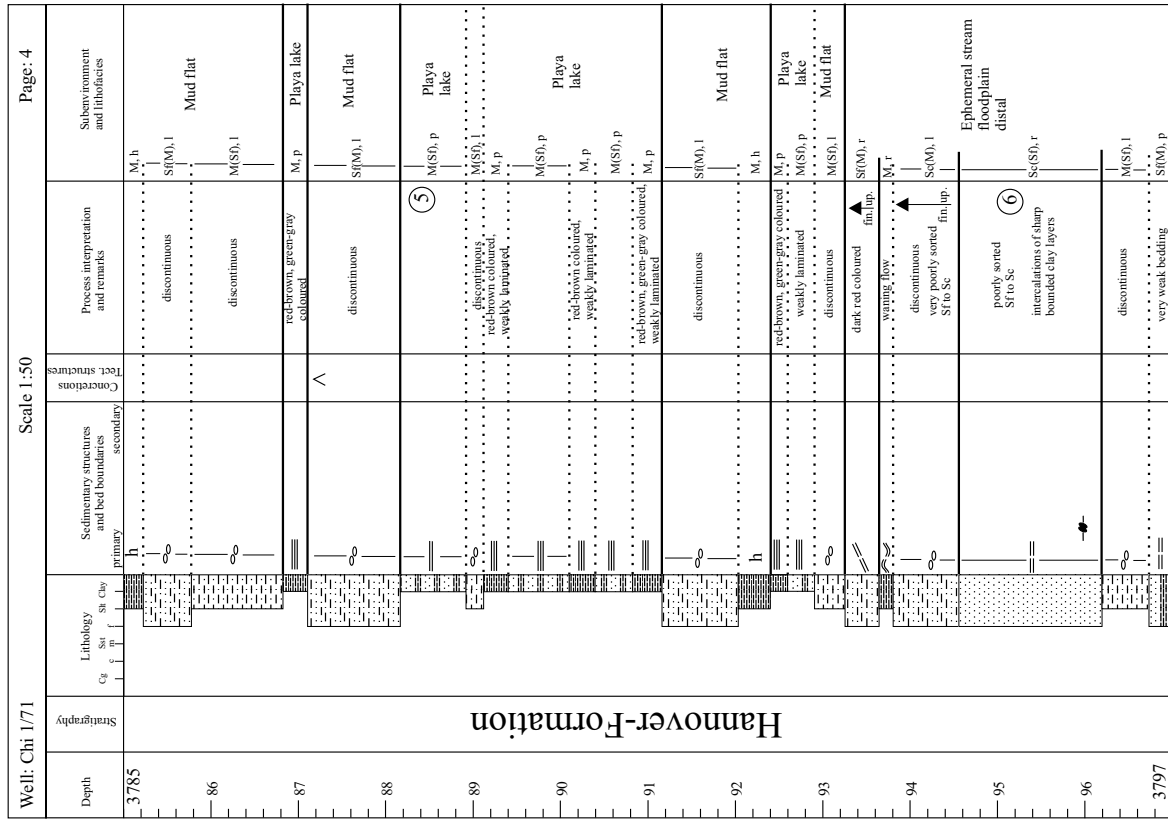 Well: Chi 1/71
Scale 1:50
Page: 4
Depth
Stratigraphy
Lithology
Cg c m f Slt Clay
Sst
Sedimentary structures
and bed boundaries
primary secondary
Concretions
Tect. structures
Process interpretation
and remarks
Subenvironment
and lithofacies
3785
86
87
88
89
90
91
92
93
94
95
96
3797
Hannover-Formation
h
h
<
discontinuous
discontinuous
red-brown, green-gray
coloured
discontinuous
5
discontinuous
red-brown coloured,
weakly laminated
red-brown coloured,
weakly laminated
red-brown, green-gray coloured,
weakly laminated
discontinuous
red-brown, green-gray coloured
weakly laminated
discontinuous
dark red coloured
fin. up.
waning flow
discontinuous
very poorly sorted
Sf to Sc
fin. up.
poorly sorted
Sf to Sc
6
intercalations of sharp
bounded clay layers
discontinuous
very weak bedding
M, h
Sf(M), l
M(Sf), l
M, p
Sf(M), l
M(Sf), p
M(Sf), l
M, p
M(Sf), p
M, p
M(Sf), p
M, p
Sf(M), l
M, h
M, p
M(Sf), p
M(Sf), l
Sf(M), r
M, r
Sc(M), l
Sc(Sf), r
M(Sf), l
Sf(M), p
Mud flat
Playa lake
Mud flat
Playa
lake
Playa
lake
Mud flat
Playa
lake
Mud flat
Ephemeral stream
floodplain
distal